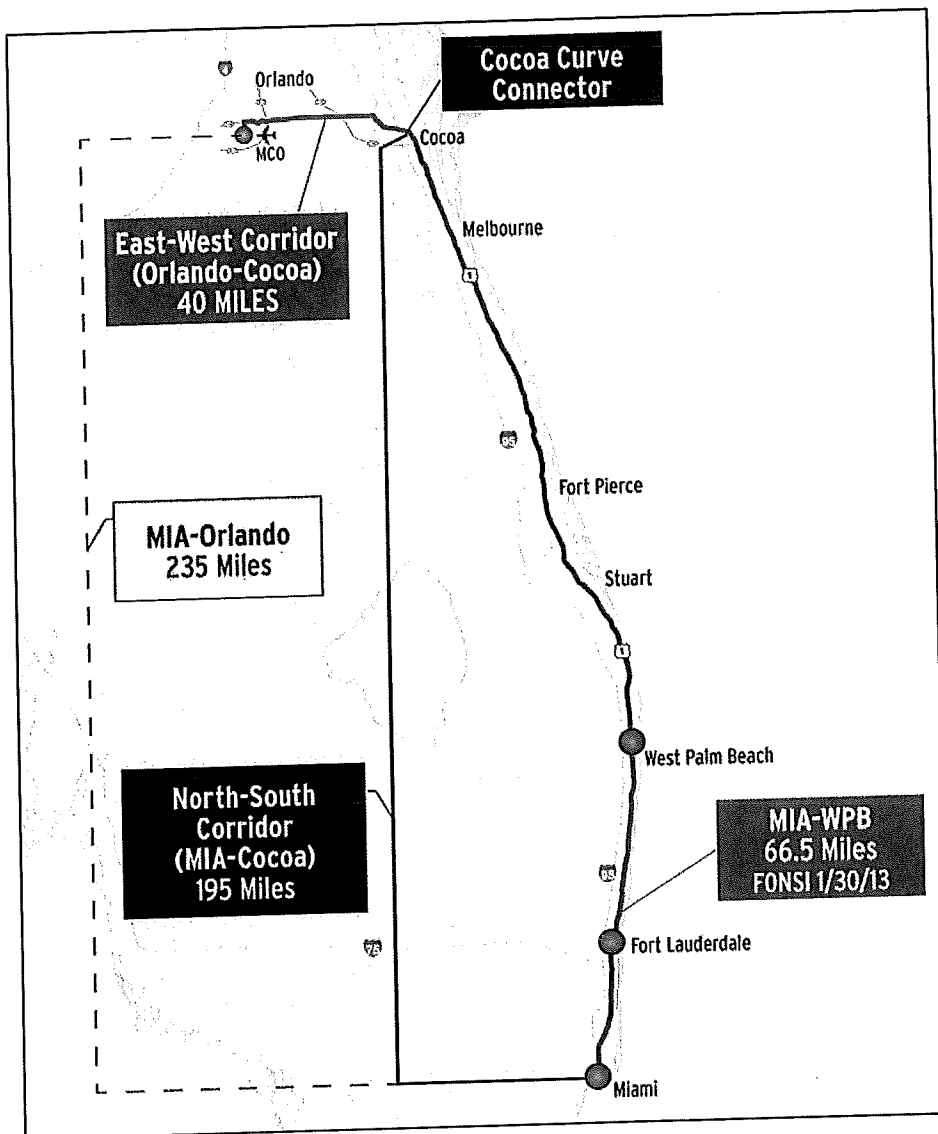 Cocoa Curve
Connector
4
Orlando
Cocoa
MCO
East-West Corridor
(Orlando-Cocoa)
40 MILES
Melbourne
1
95
Fort Pierce
MIA-Orlando
235 Miles
Stuart
1
West Palm Beach
North-South
Corridor
(MIA-Cocoa)
195 Miles
MIA-WPB
66.5 Miles
FONSI 1/30/13
95
Fort Lauderdale
75
Miami